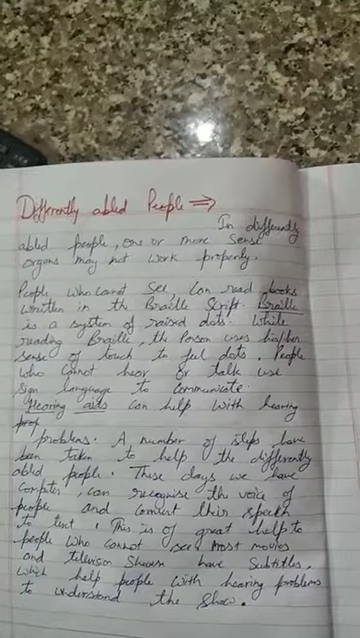 Differently abled People ⇒
In differently
abled people, one or more sense
organs may not work properly.
People who cannot See, can read books
written in the Braille Script. Braille
is a system of raised dots. While
reading Braille, the Person uses his/her
sense of touch to feel dots. People
who cannot hear or talk use
Sign language to communicate.
Hearing aids can help with hearing
prof
problems. A number of steps have
been taken to help the differently
abled people. These days we have
Computer, can recognise the voice of
people and convert their speech
to text. This is of great help to
people who cannot see. Most movies
and television Shows have Subtitles,
which help people with hearing problems
to understand the show.